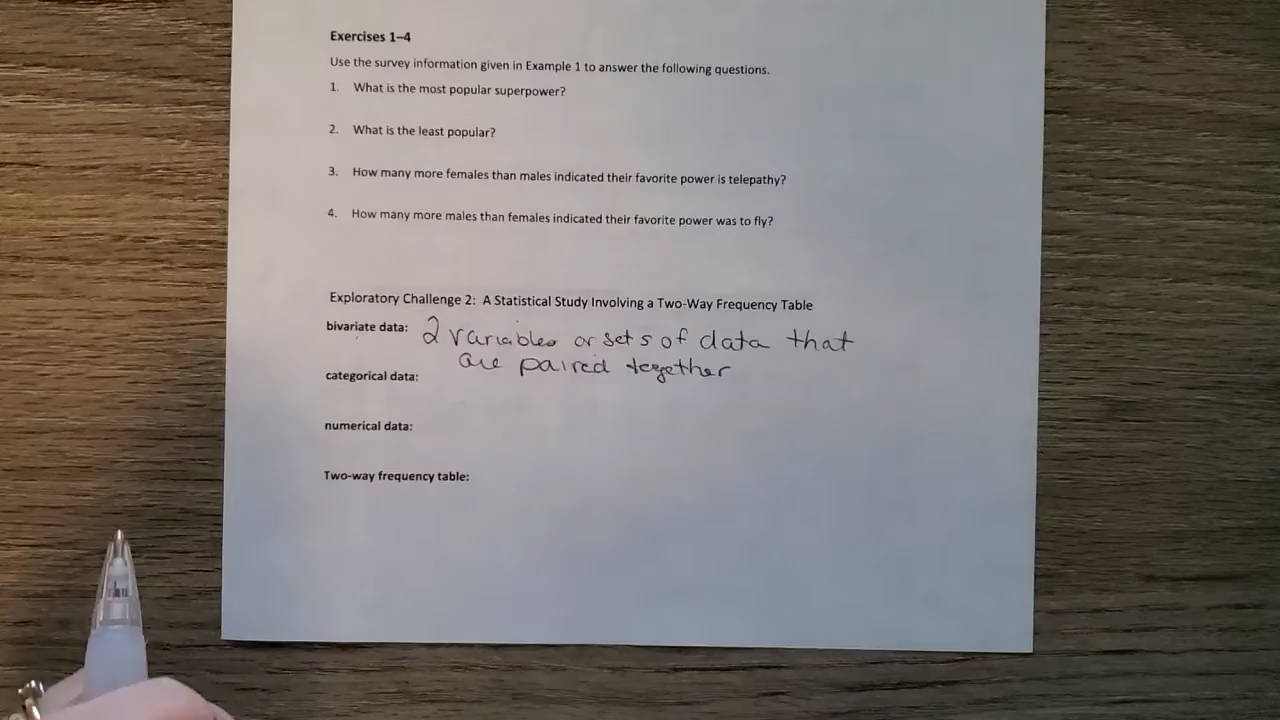 Exercises 1–4
Use the survey information given in Example 1 to answer the following questions.
1. What is the most popular superpower?
2. What is the least popular?
3. How many more females than males indicated their favorite power is telepathy?
4. How many more males than females indicated their favorite power was to fly?
Exploratory Challenge 2: A Statistical Study Involving a Two-Way Frequency Table
bivariate data: 2 variables or sets of data that
are paired together
categorical data:
numerical data:
Two-way frequency table: